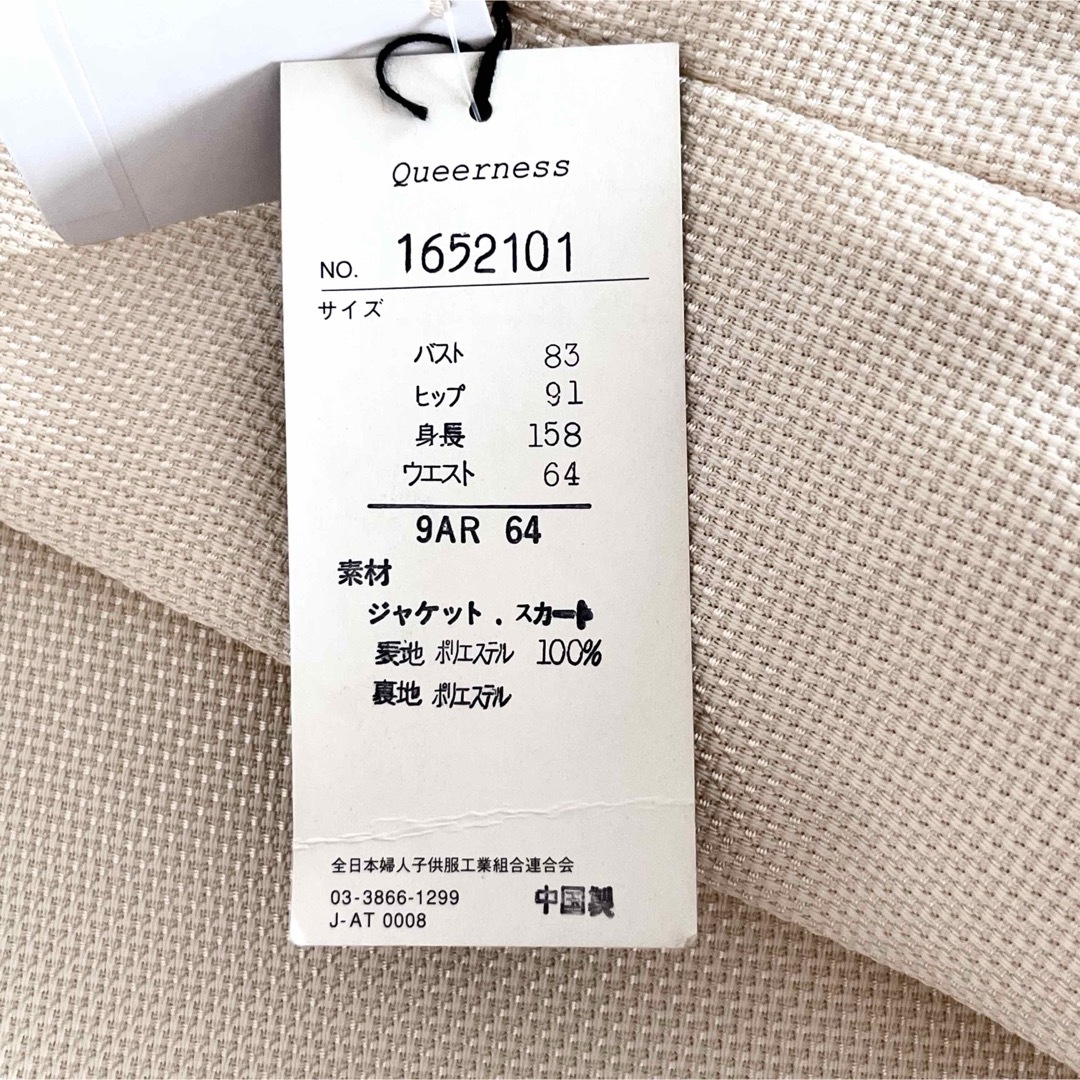 Queerness
NO. 1652101
サイズ
バスト 83
ヒップ 91
身長 158
ウエスト 64
9AR 64
素材
ジャケット . スカート
表地 ポリエステル 100%
裏地 ポリエステル
全日本婦人子供服工業組合連合会
03-3866-1299
J-AT 0008
中国製